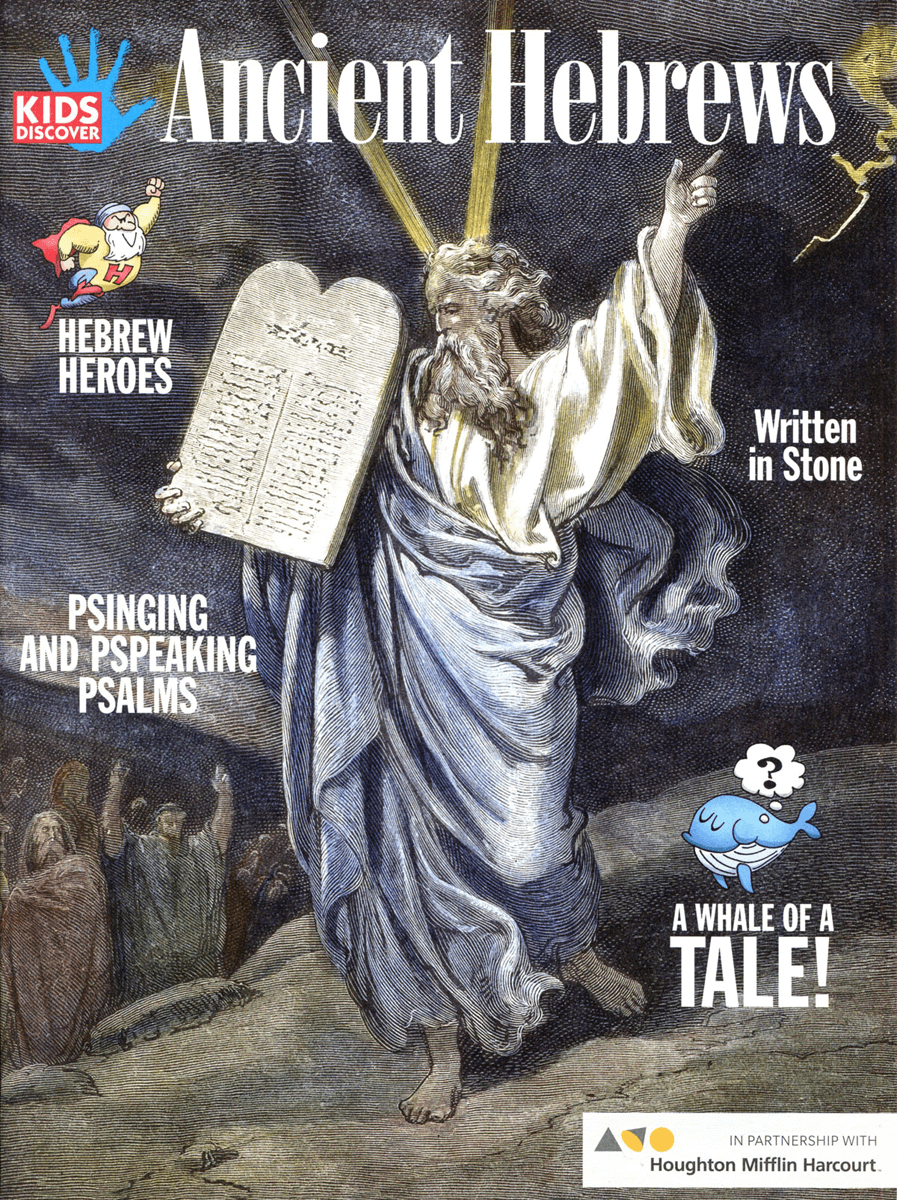 KIDS
DISCOVER
Ancient Hebrews
H
HEBREW
HEROES
Written
in Stone
PSINGING
AND PSPEAKING
PSALMS
?
A WHALE OF A
TALE!
IN PARTNERSHIP WITH
Houghton Mifflin Harcourt™